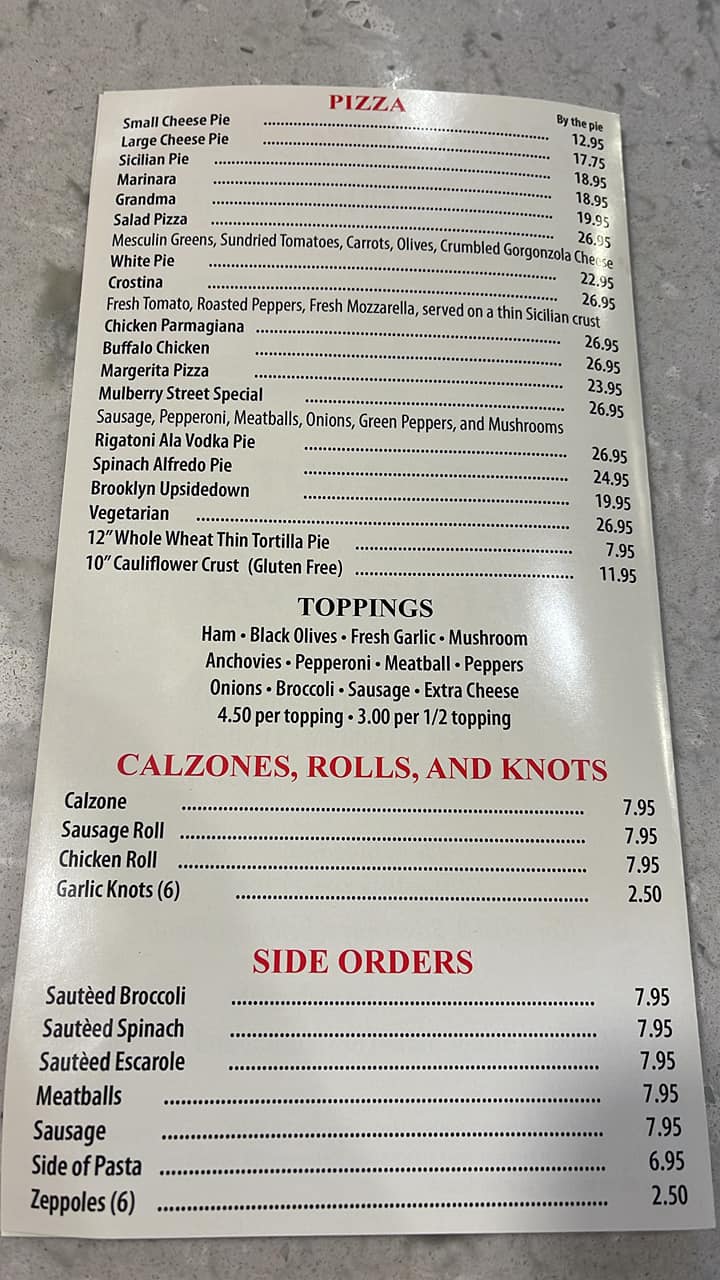 PIZZA
By the pie
Small Cheese Pie ........ 12.95
Large Cheese Pie ........ 17.75
Sicilian Pie ........ 18.95
Marinara ........ 18.95
Grandma ........ 19.95
Salad Pizza ........ 26.95
Mesculin Greens, Sundried Tomatoes, Carrots, Olives, Crumbled Gorgonzola Cheese
White Pie ........ 22.95
Crostina ........ 26.95
Fresh Tomato, Roasted Peppers, Fresh Mozzarella, served on a thin Sicilian crust
Chicken Parmagiana ........ 26.95
Buffalo Chicken ........ 26.95
Margerita Pizza ........ 23.95
Mulberry Street Special ........ 26.95
Sausage, Pepperoni, Meatballs, Onions, Green Peppers, and Mushrooms
Rigatoni Ala Vodka Pie ........ 26.95
Spinach Alfredo Pie ........ 24.95
Brooklyn Upsidedown ........ 19.95
Vegetarian ........ 26.95
12" Whole Wheat Thin Tortilla Pie ........ 7.95
10" Cauliflower Crust (Gluten Free) ........ 11.95
TOPPINGS
Ham • Black Olives • Fresh Garlic • Mushroom
Anchovies • Pepperoni • Meatball • Peppers
Onions • Broccoli • Sausage • Extra Cheese
4.50 per topping • 3.00 per 1/2 topping
CALZONES, ROLLS, AND KNOTS
Calzone ........ 7.95
Sausage Roll ........ 7.95
Chicken Roll ........ 7.95
Garlic Knots (6) ........ 2.50
SIDE ORDERS
Sautèed Broccoli ........ 7.95
Sautèed Spinach ........ 7.95
Sautèed Escarole ........ 7.95
Meatballs ........ 7.95
Sausage ........ 7.95
Side of Pasta ........ 6.95
Zeppoles (6) ........ 2.50